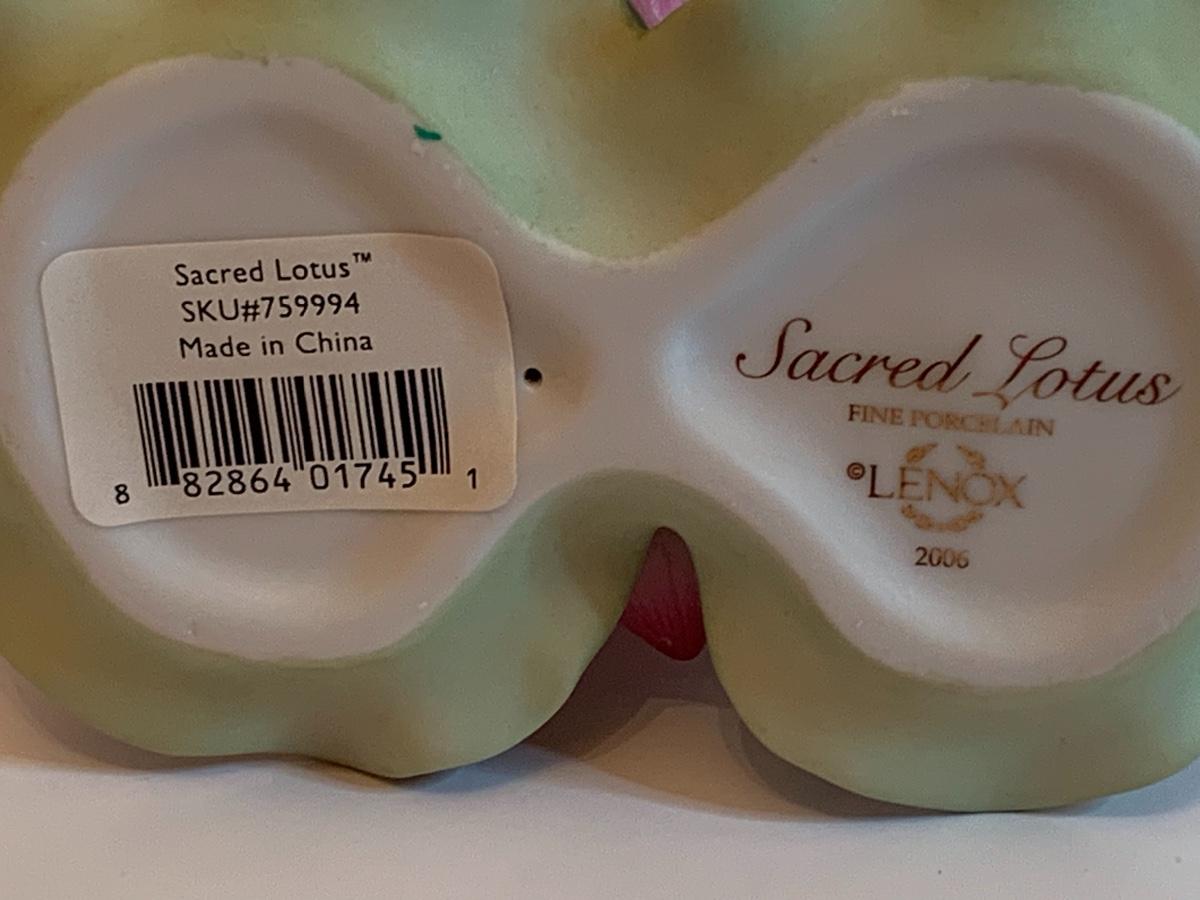 Sacred Lotus™
SKU#759994
Made in China
8 82864 01745 1
Sacred Lotus
FINE PORCELAIN
©LENOX
2006